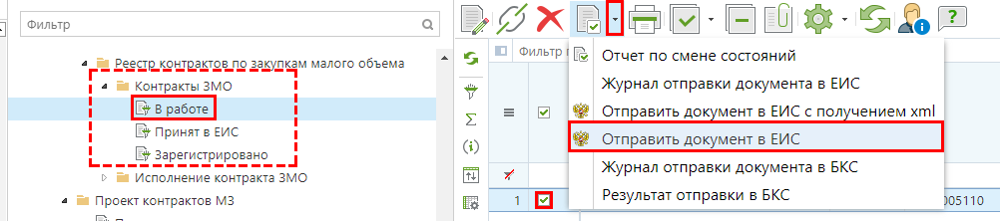 Фильтр
Реестр контрактов по закупкам малого объема
Контракты ЗМО
В работе
Принят в ЕИС
Зарегистрировано
Исполнение контракта ЗМО
Проект контрактов МЗ
Фильтр
Отчет по смене состояний
Журнал отправки документа в ЕИС
Отправить документ в ЕИС с получением xml
Отправить документ в ЕИС
Журнал отправки документа в БКС
Результат отправки в БКС
1
005110